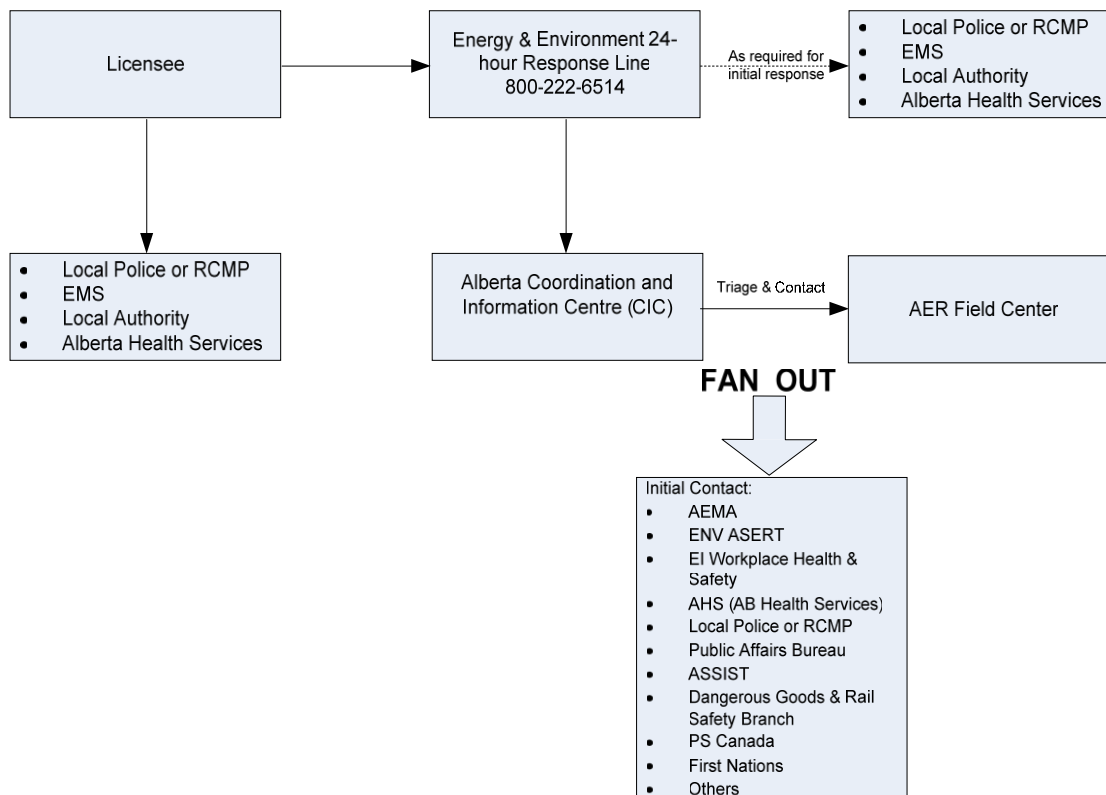 Licensee
Energy & Environment 24-
hour Response Line
800-222-6514
As required for
initial response
• Local Police or RCMP
• EMS
• Local Authority
• Alberta Health Services
• Local Police or RCMP
• EMS
• Local Authority
• Alberta Health Services
Alberta Coordination and
Information Centre (CIC)
Triage & Contact
AER Field Center
FAN OUT
Initial Contact:
• AEMA
• ENV ASERT
• EI Workplace Health &
Safety
• AHS (AB Health Services)
• Local Police or RCMP
• Public Affairs Bureau
• ASSIST
• Dangerous Goods & Rail
Safety Branch
• PS Canada
• First Nations
• Others